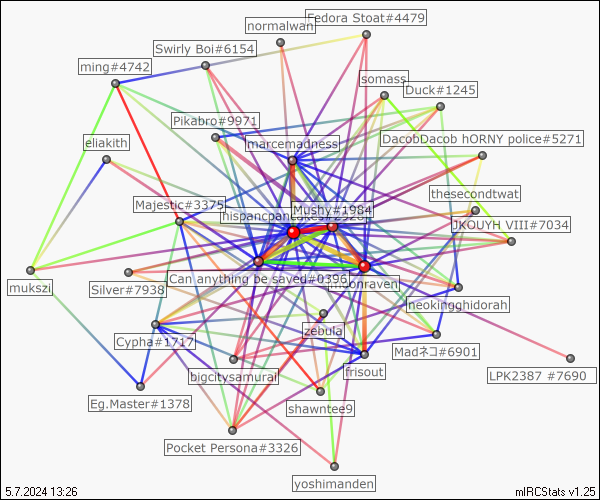 Fedora Stoat#4479
normalwan
Swirly Boi#6154
ming#4742
somass
Duck#1245
Pikabro#9971
DacobDacob hORNY police#5271
eliakith
marcemadness
thesecondtwat
Majestic#3375
Mushy#1984
JKOUYH VIII#7034
Can anything be saved#0396
moonraven
mukszi
Silver#7938
neokingghidorah
zebula
Cypha#1717
Madネコ#6901
bigcitysamurai
frisout
LPK2387 #7690
Eg.Master#1378
shawntee9
Pocket Persona#3326
yoshimanden
5.7.2024 13:26
mIRCStats v1.25